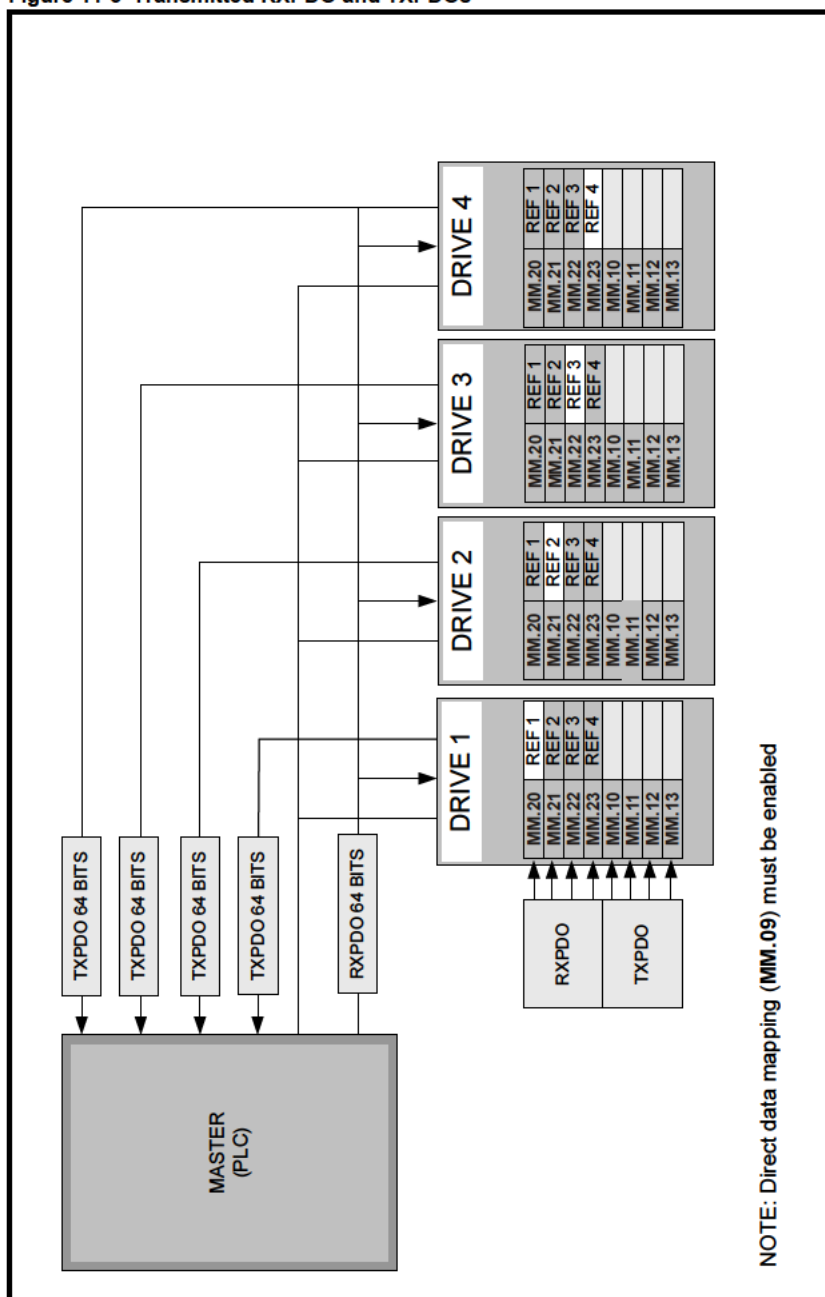 Transmitted RXPDO and TXPDOs
MASTER
(PLC)
TXPDO 64 BITS
TXPDO 64 BITS
TXPDO 64 BITS
TXPDO 64 BITS
RXPDO 64 BITS
DRIVE 1
MM.20 REF 1
MM.21 REF 2
MM.22 REF 3
MM.23 REF 4
MM.10
MM.11
MM.12
MM.13
DRIVE 2
MM.20 REF 1
MM.21 REF 2
MM.22 REF 3
MM.23 REF 4
MM.10
MM.11
MM.12
MM.13
DRIVE 3
MM.20 REF 1
MM.21 REF 2
MM.22 REF 3
MM.23 REF 4
MM.10
MM.11
MM.12
MM.13
DRIVE 4
MM.20 REF 1
MM.21 REF 2
MM.22 REF 3
MM.23 REF 4
MM.10
MM.11
MM.12
MM.13
RXPDO
TXPDO
NOTE: Direct data mapping (MM.09) must be enabled